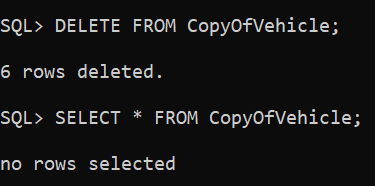 SQL> DELETE FROM CopyOfVehicle;
6 rows deleted.
SQL> SELECT * FROM CopyOfVehicle;
no rows selected